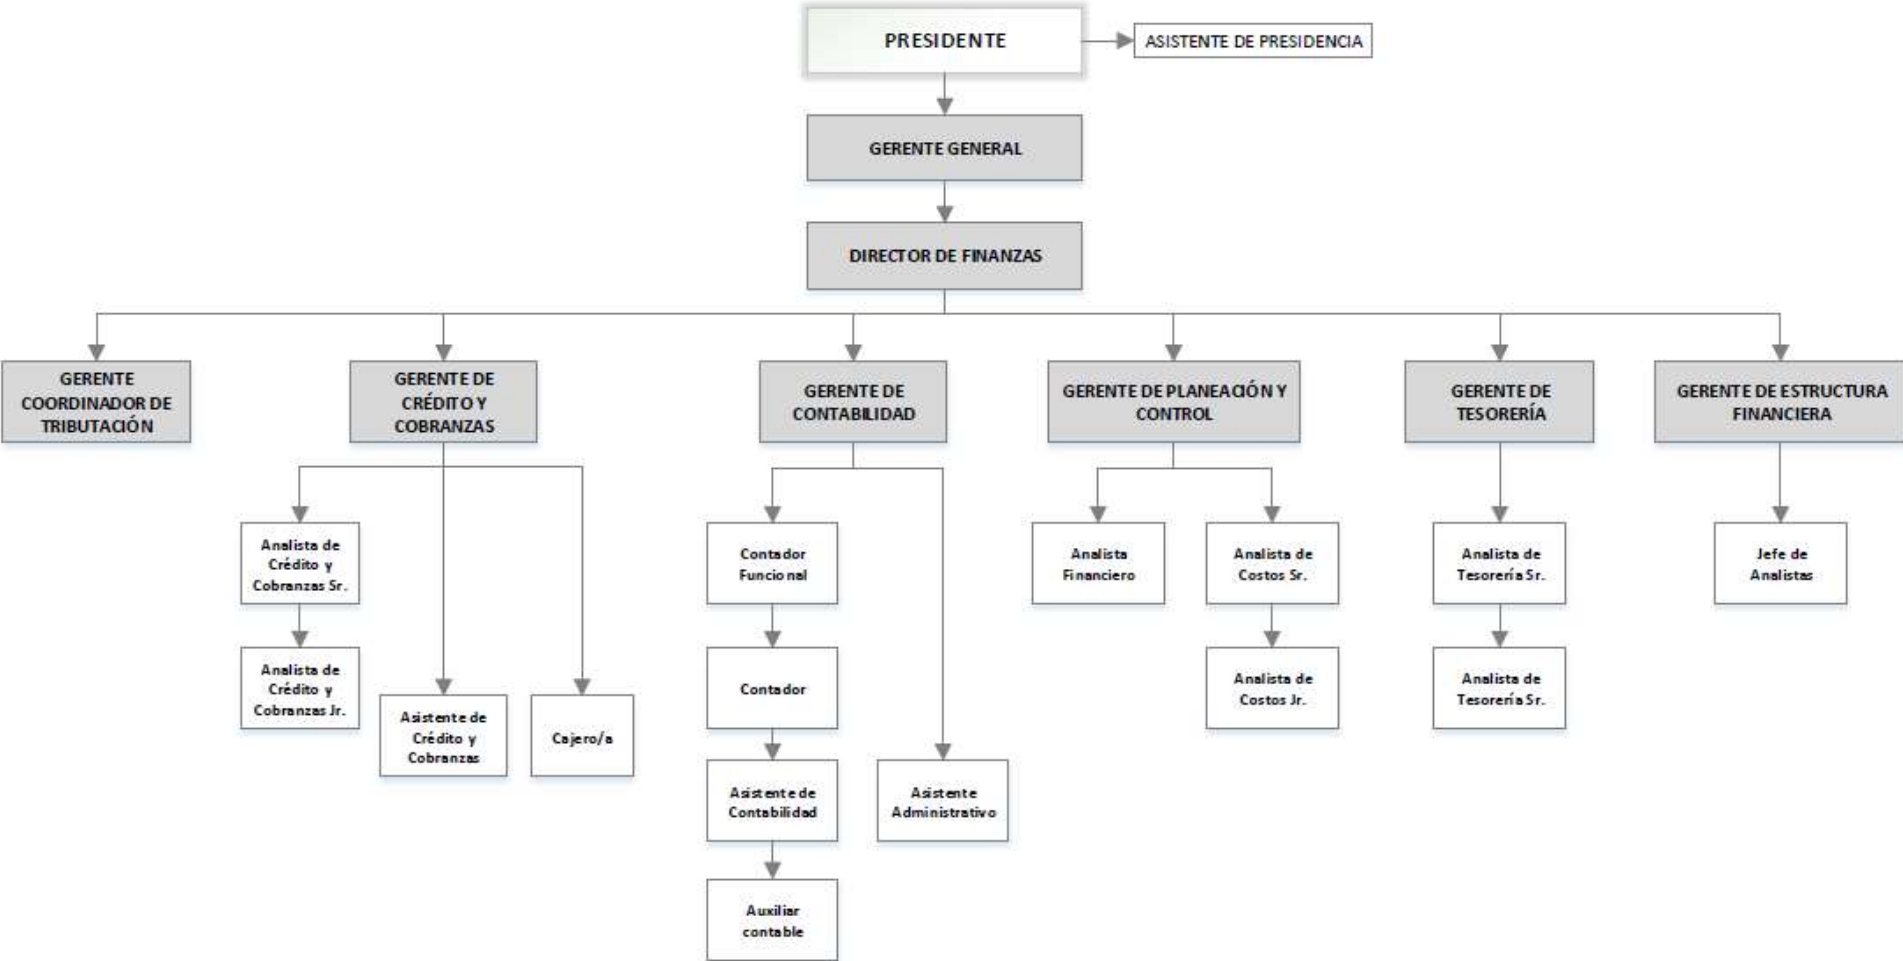 PRESIDENTE
ASISTENTE DE PRESIDENCIA
GERENTE GENERAL
DIRECTOR DE FINANZAS
GERENTE
COORDINADOR DE
TRIBUTACIÓN
GERENTE DE
CRÉDITO Y
COBRANZAS
GERENTE DE
CONTABILIDAD
GERENTE DE PLANEACIÓN Y
CONTROL
GERENTE DE
TESORERÍA
GERENTE DE ESTRUCTURA
FINANCIERA
Analista de
Crédito y
Cobranzas Sr.
Contador
Funcional
Analista
Financiero
Analista de
Costos Sr.
Analista de
Tesorería Sr.
Jefe de
Analistas
Analista de
Crédito y
Cobranzas Jr.
Asistente de
Crédito y
Cobranzas
Cajero/a
Contador
Analista de
Costos Jr.
Analista de
Tesorería Sr.
Asistente de
Contabilidad
Asistente
Administrativo
Auxiliar
contable